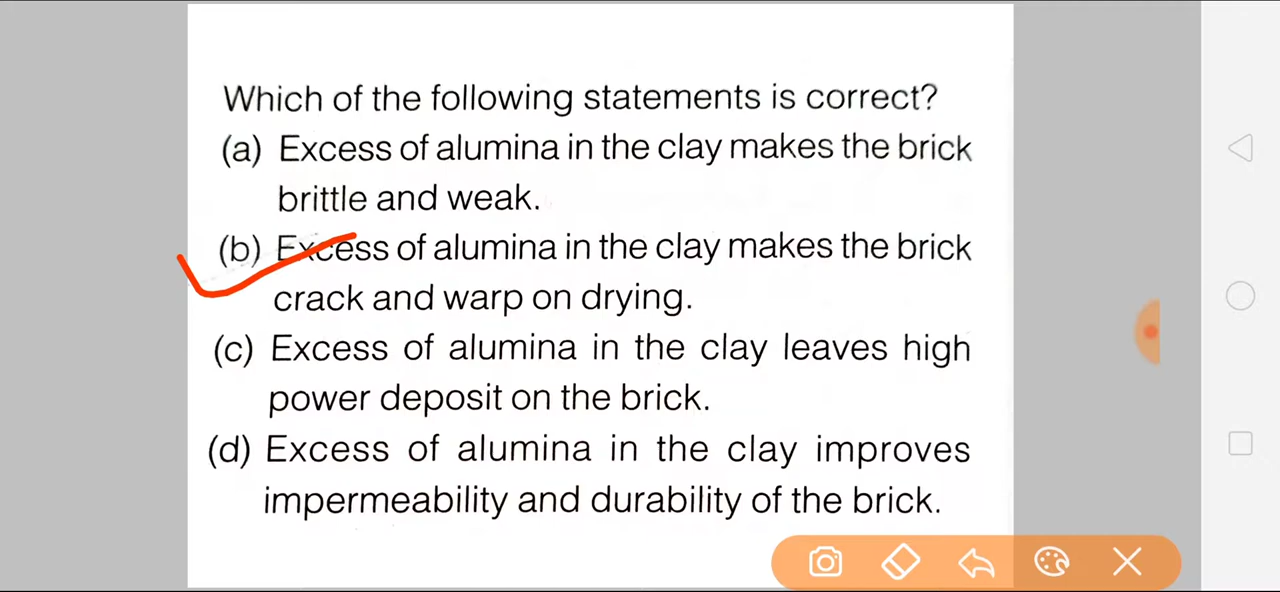 Which of the following statements is correct?
(a) Excess of alumina in the clay makes the brick
brittle and weak.
(b) Excess of alumina in the clay makes the brick
crack and warp on drying.
(c) Excess of alumina in the clay leaves high
power deposit on the brick.
(d) Excess of alumina in the clay improves
impermeability and durability of the brick.